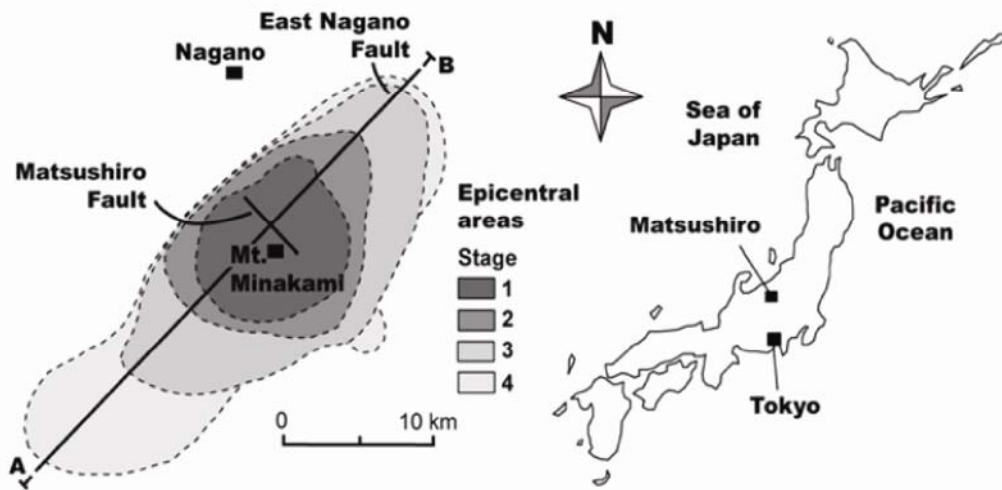 East Nagano
Fault
Nagano
B
Matsushiro
Fault
Mt.
Minakami
A
0 10 km
Epicentral
areas
Stage
1
2
3
4
N
Sea of
Japan
Pacific
Ocean
Matsushiro
Tokyo